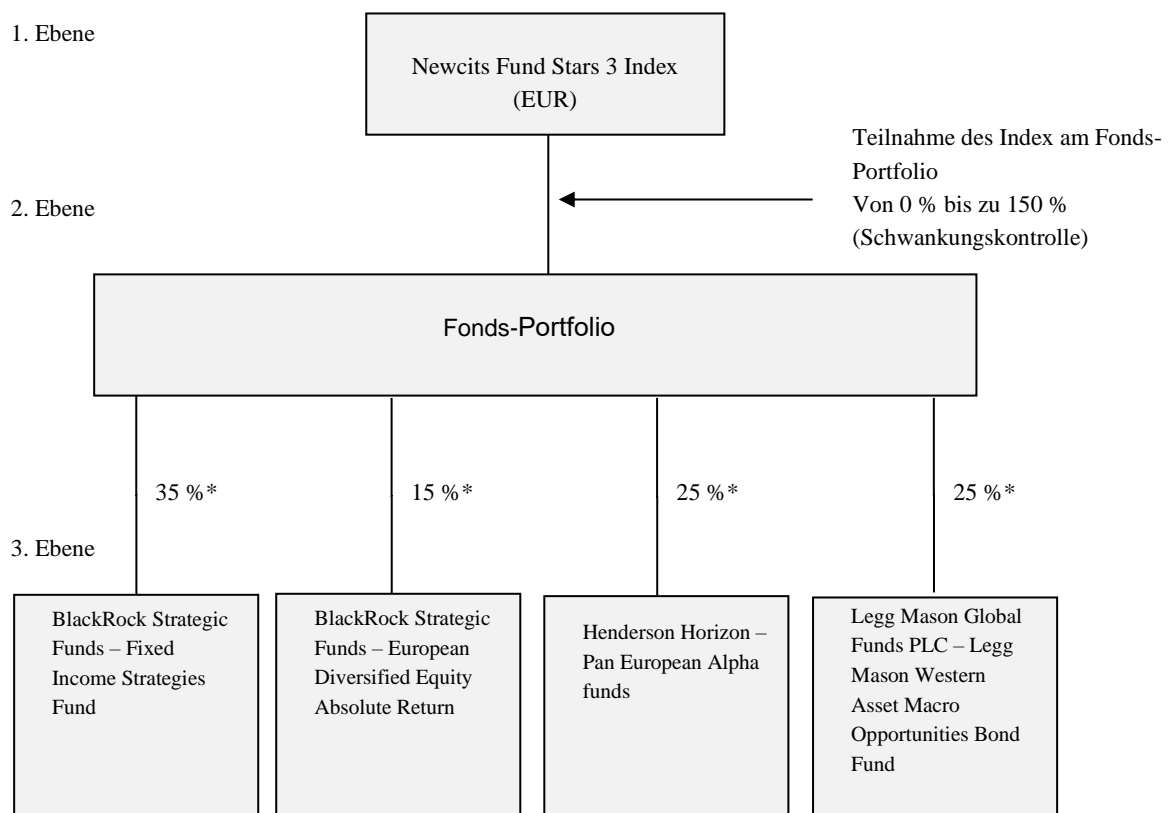 1. Ebene
Newcits Fund Stars 3 Index
(EUR)
Teilnahme des Index am Fonds-
Portfolio
Von 0 % bis zu 150 %
(Schwankungskontrolle)
2. Ebene
Fonds-Portfolio
35 %*
15 %*
25 %*
25 %*
3. Ebene
BlackRock Strategic
Funds – Fixed
Income Strategies
Fund
BlackRock Strategic
Funds – European
Diversified Equity
Absolute Return
Henderson Horizon –
Pan European Alpha
funds
Legg Mason Global
Funds PLC – Legg
Mason Western
Asset Macro
Opportunities Bond
Fund